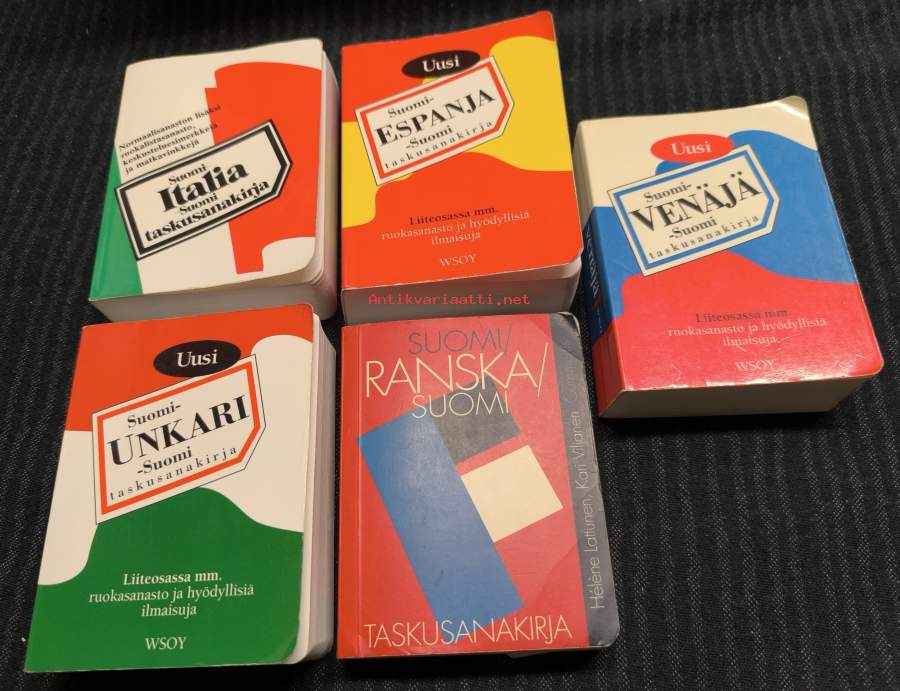 Normaalisanaston lisäksi
ruokalistasanasto,
keskusteluesimerkkejä
ja matkavinkkejä
Suomi
Italia
-Suomi
taskusanakirja
Uusi
Suomi-
ESPANJA
-Suomi
taskusanakirja
Liiteosassa mm.
ruokasanasto ja hyödyllisiä
ilmaisuja
WSOY
Uusi
Suomi-
VENÄJÄ
-Suomi
taskusanakirja
Liiteosassa mm.
ruokasanasto ja hyödyllisiä
ilmaisuja
WSOY
Antikvariaatti.net
Uusi
Suomi-
UNKARI
-Suomi
taskusanakirja
Liiteosassa mm.
ruokasanasto ja hyödyllisiä
ilmaisuja
WSOY
SUOMI/
RANSKA/
SUOMI
Hélène Lattunen, Kari Viljanen
TASKUSANAKIRJA